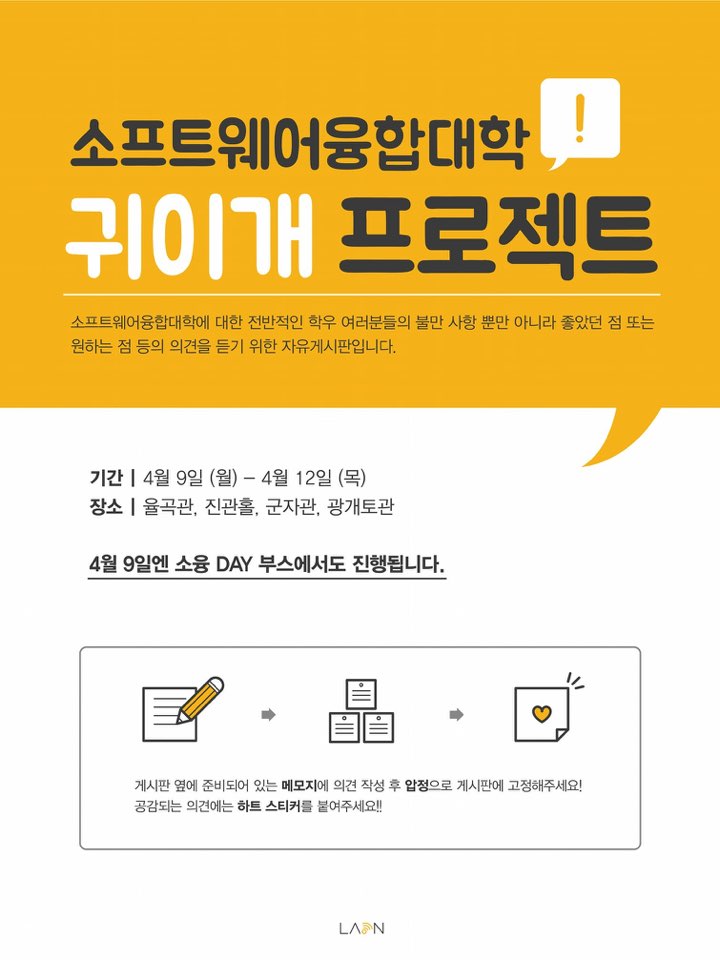 소프트웨어융합대학 !
귀이개 프로젝트
소프트웨어융합대학에 대한 전반적인 학우 여러분들의 불만 사항 뿐만 아니라 좋았던 점 또는
원하는 점 등의 의견을 듣기 위한 자유게시판입니다.
기간 | 4월 9일 (월) – 4월 12일 (목)
장소 | 율곡관, 진관홀, 군자관, 광개토관
4월 9일엔 소융 DAY 부스에서도 진행됩니다.
게시판 옆에 준비되어 있는 메모지에 의견 작성 후 압정으로 게시판에 고정해주세요!
공감되는 의견에는 하트 스티커를 붙여주세요!!